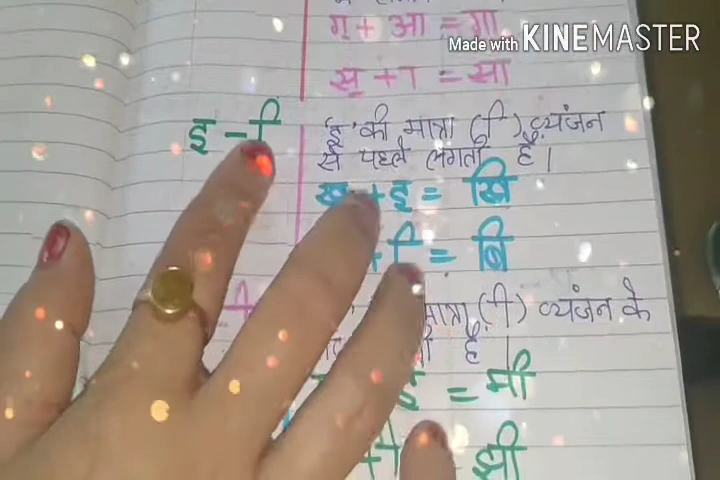 ग् + आ = गा
Made with KINEMASTER
स् + ा = सा
इ - ि
'इ' की मात्रा (ि) व्यंजन
से पहले लगती है।
ख् + इ = खि
+ ि = बि
मात्रा (ी) व्यंजन के
है।
= मी
+ ी = झी